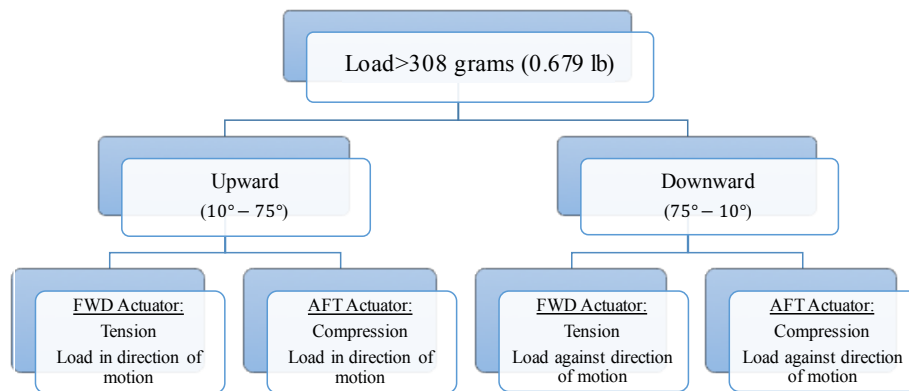 Load>308 grams (0.679 lb)
Upward
(10° − 75°)
Downward
(75° − 10°)
FWD Actuator:
Tension
Load in direction of
motion
AFT Actuator:
Compression
Load in direction of
motion
FWD Actuator:
Tension
Load against direction
of motion
AFT Actuator:
Compression
Load against direction
of motion